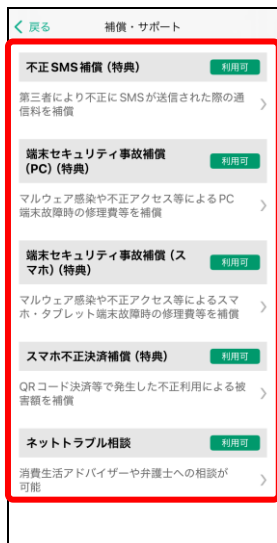 戻る 補償・サポート
不正SMS補償（特典） 利用可
第三者により不正にSMSが送信された際の通
信料を補償
端末セキュリティ事故補償
(PC)（特典） 利用可
マルウェア感染や不正アクセス等によるPC
端末故障時の修理費等を補償
端末セキュリティ事故補償（ス
マホ）（特典） 利用可
マルウェア感染や不正アクセス等によるスマ
ホ・タブレット端末故障時の修理費等を補償
スマホ不正決済補償（特典） 利用可
QRコード決済等で発生した不正利用による被
害額を補償
ネットトラブル相談 利用可
消費生活アドバイザーや弁護士への相談が
可能